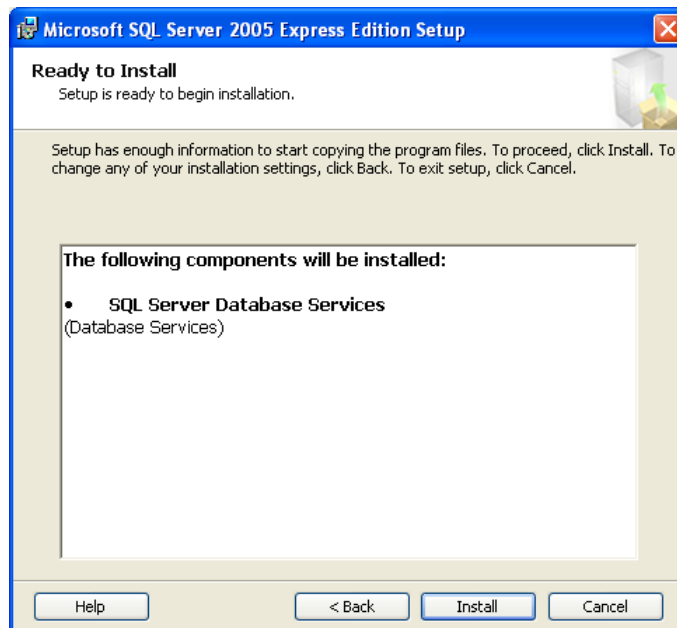 Microsoft SQL Server 2005 Express Edition Setup
Ready to Install
Setup is ready to begin installation.
Setup has enough information to start copying the program files. To proceed, click Install. To
change any of your installation settings, click Back. To exit setup, click Cancel.
The following components will be installed:
• SQL Server Database Services
(Database Services)
Help < Back Install Cancel